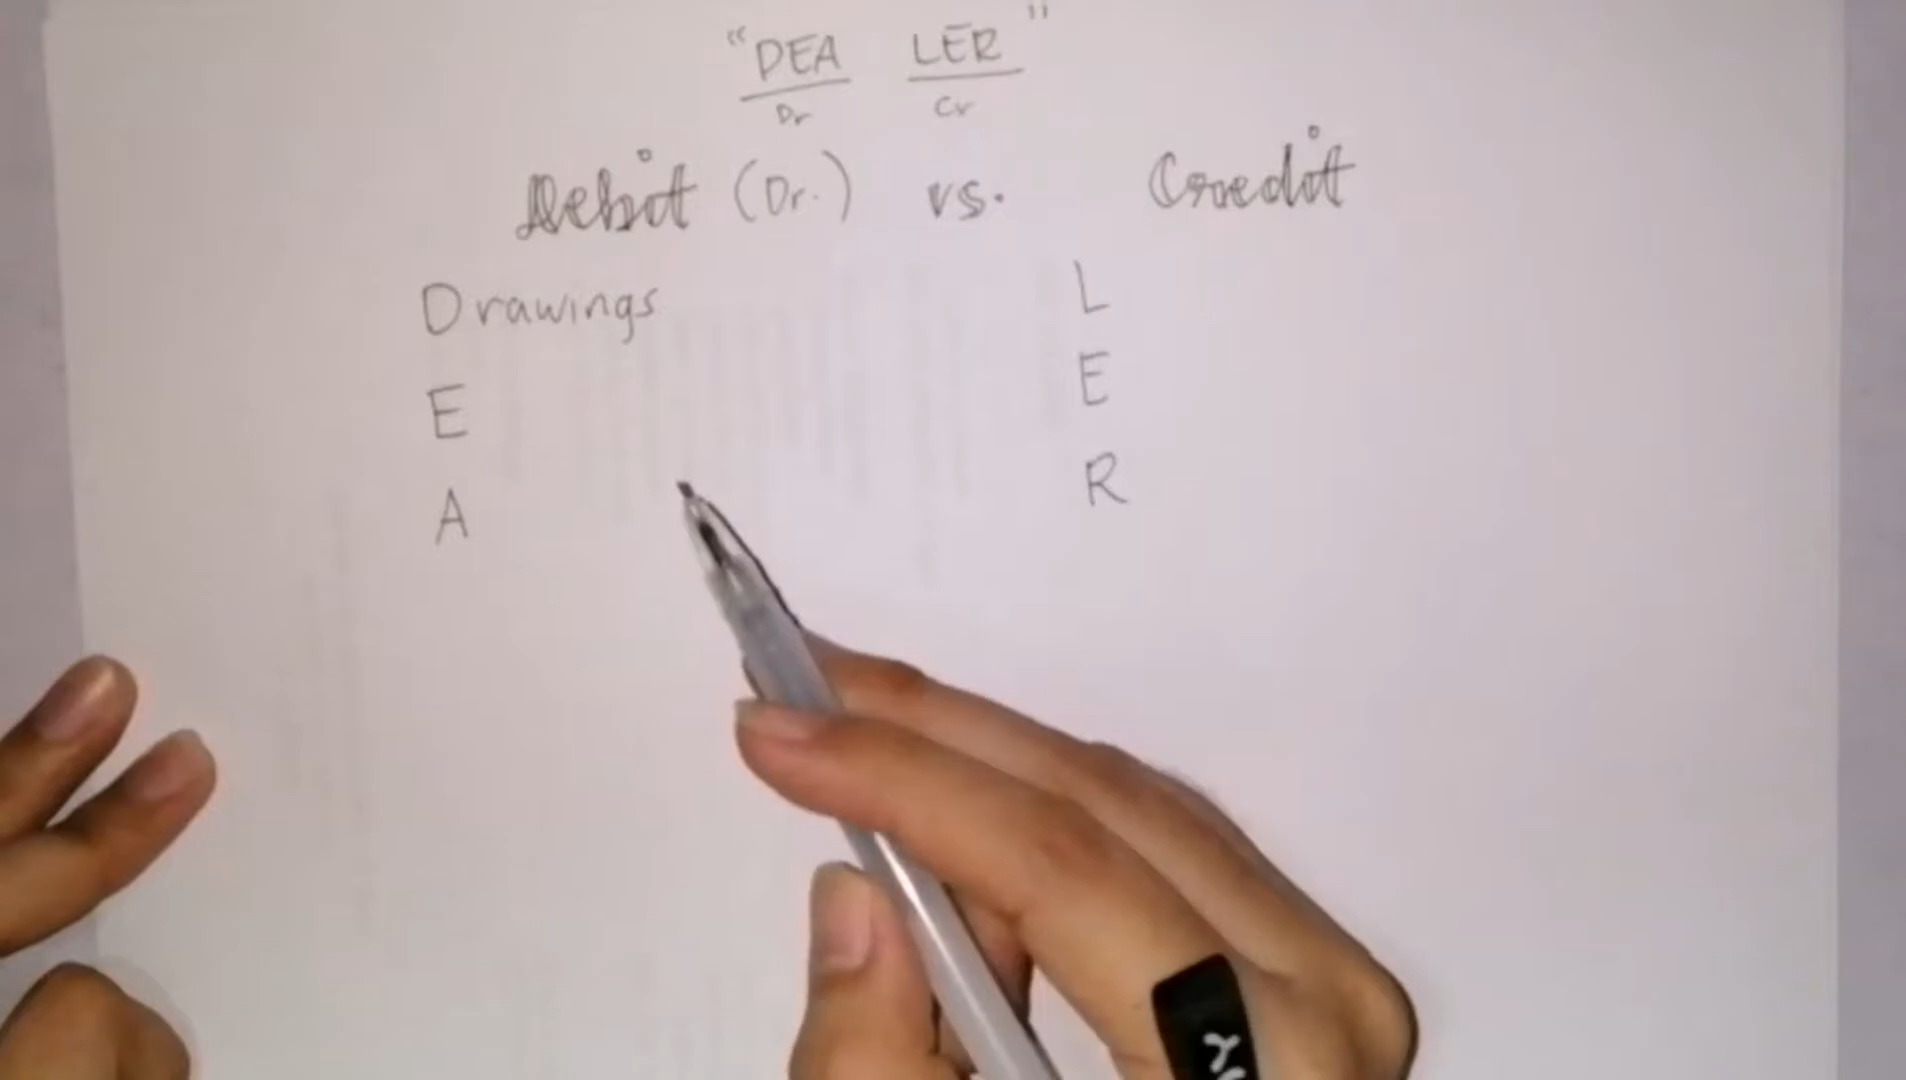 "DEA LER"
Dr Cr
Debit (Dr.) vs. Credit
Drawings L
E E
A R